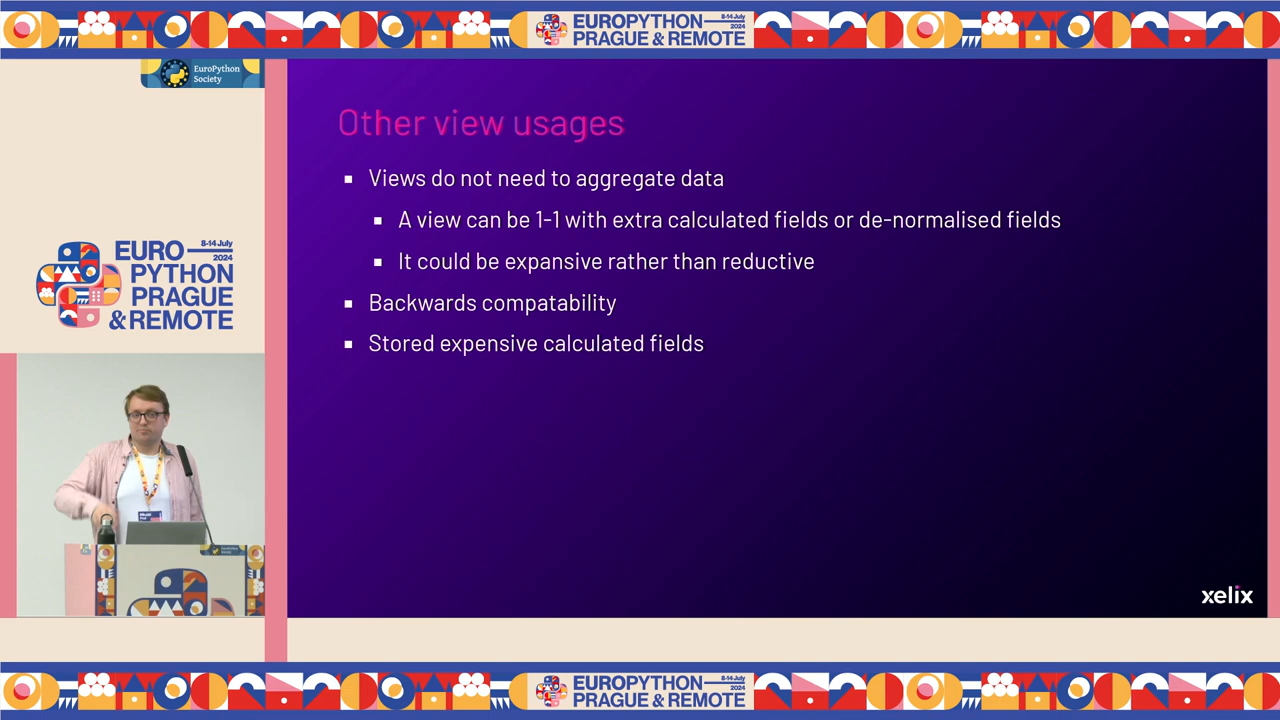 EUROPYTHON 8-14 July 2024
PRAGUE & REMOTE
EuroPython
Society
Other view usages
Views do not need to aggregate data
A view can be 1-1 with extra calculated fields or de-normalised fields
It could be expansive rather than reductive
Backwards compatability
Stored expensive calculated fields
EURO 8-14 July 2024
PYTHON
PRAGUE
& REMOTE
xelix
EUROPYTHON 8-14 July 2024
PRAGUE & REMOTE